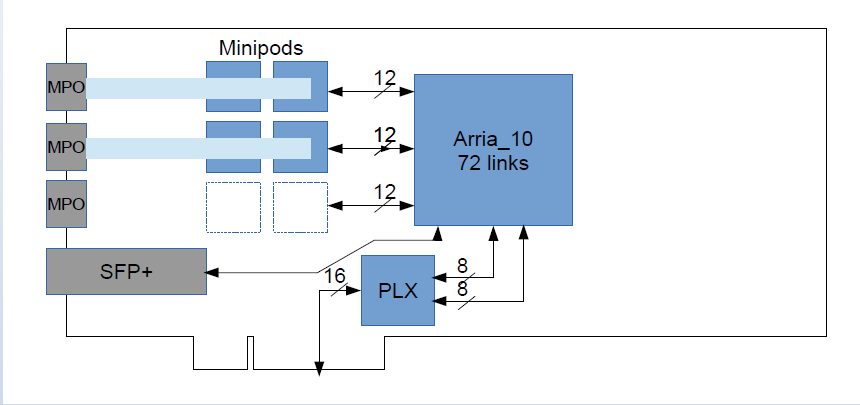 Minipods
MPO
12
MPO
12
Arria_10
72 links
MPO
12
SFP+
16
PLX
8
8